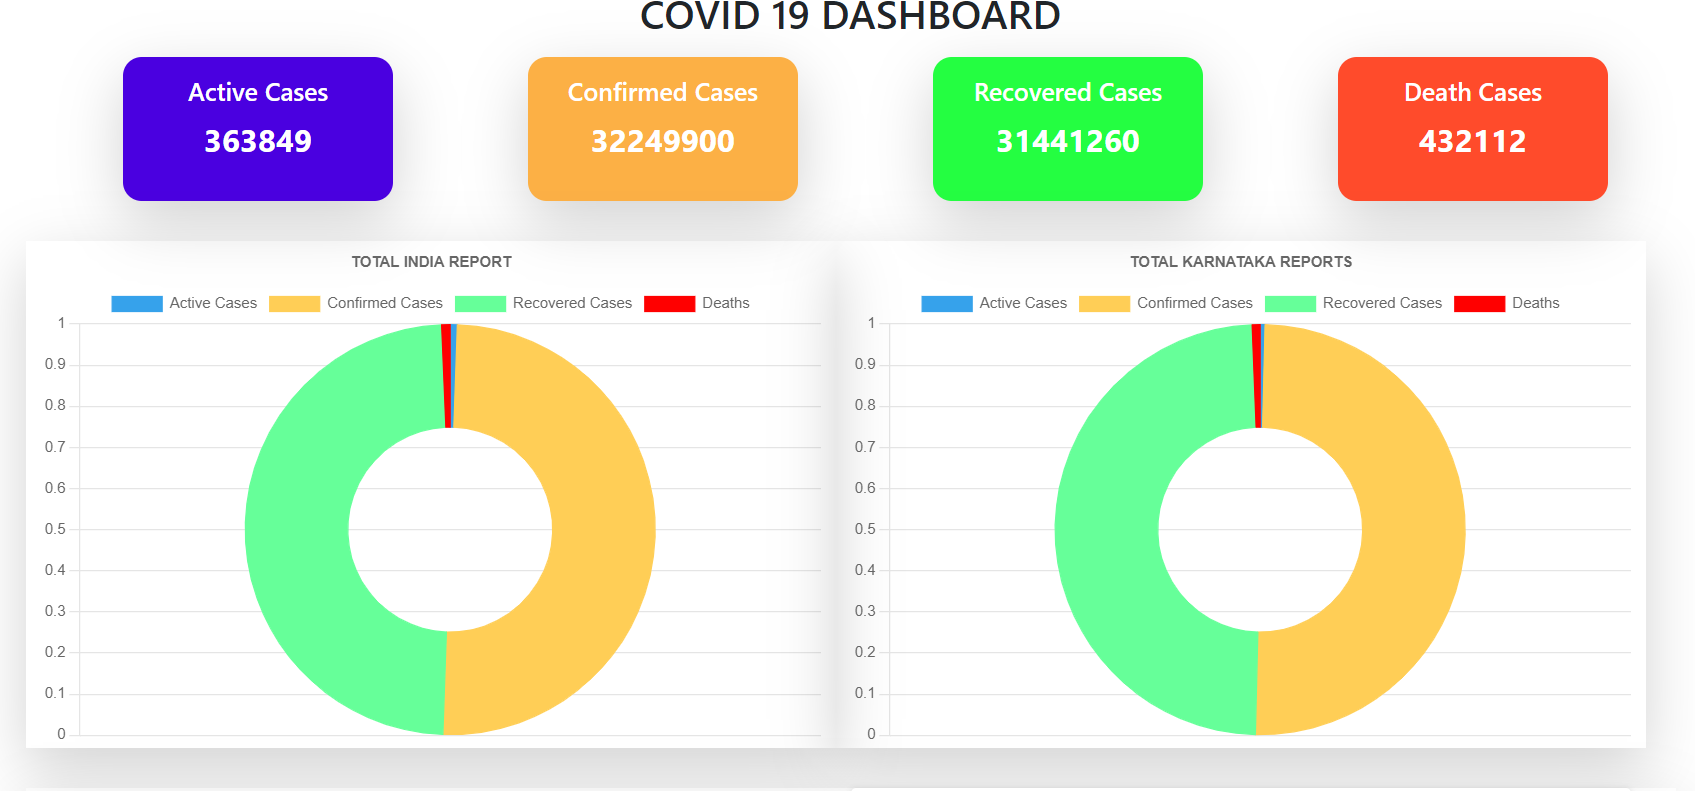 COVID 19 DASHBOARD
Active Cases
363849
Confirmed Cases
32249900
Recovered Cases
31441260
Death Cases
432112
TOTAL INDIA REPORT
Active Cases Confirmed Cases Recovered Cases Deaths
1
0.9
0.8
0.7
0.6
0.5
0.4
0.3
0.2
0.1
0
TOTAL KARNATAKA REPORTS
Active Cases Confirmed Cases Recovered Cases Deaths
1
0.9
0.8
0.7
0.6
0.5
0.4
0.3
0.2
0.1
0